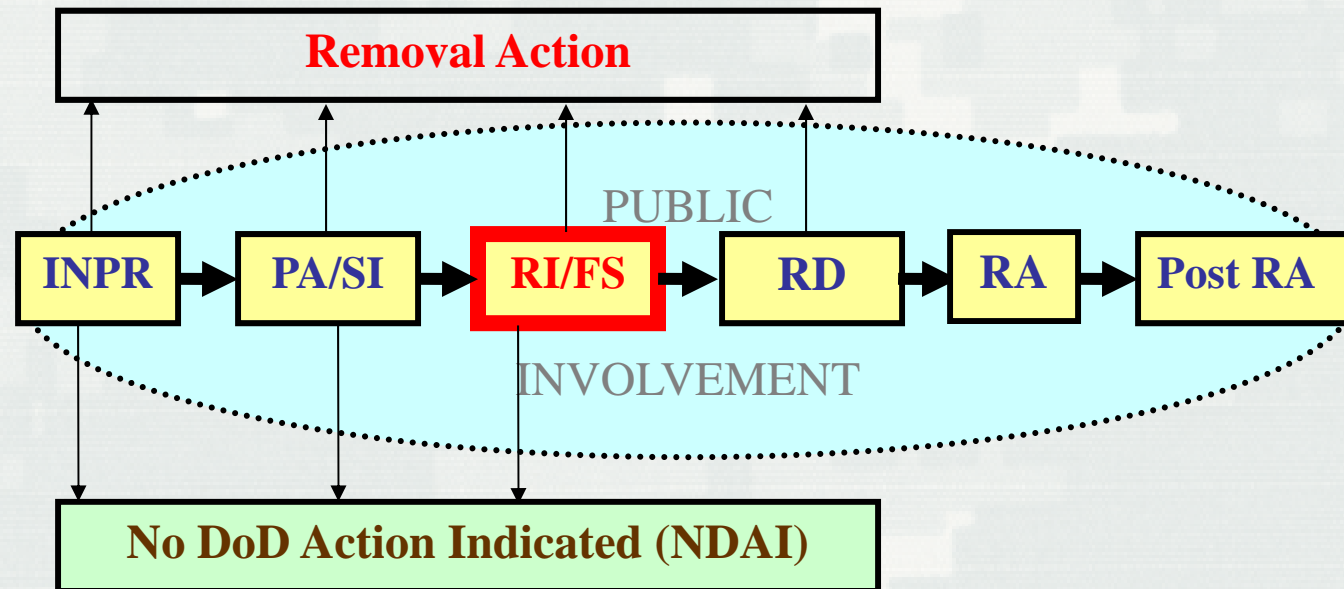 Removal Action
PUBLIC
INPR
PA/SI
RI/FS
RD
RA
Post RA
INVOLVEMENT
No DoD Action Indicated (NDAI)